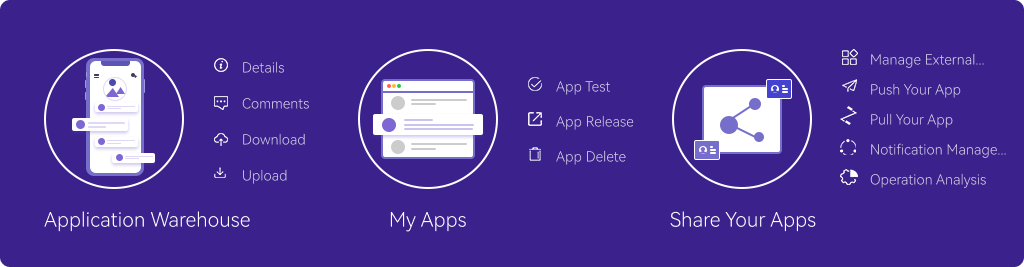 Details
Comments
Download
Upload
Application Warehouse
App Test
App Release
App Delete
My Apps
Manage External...
Push Your App
Pull Your App
Notification Manage...
Operation Analysis
Share Your Apps